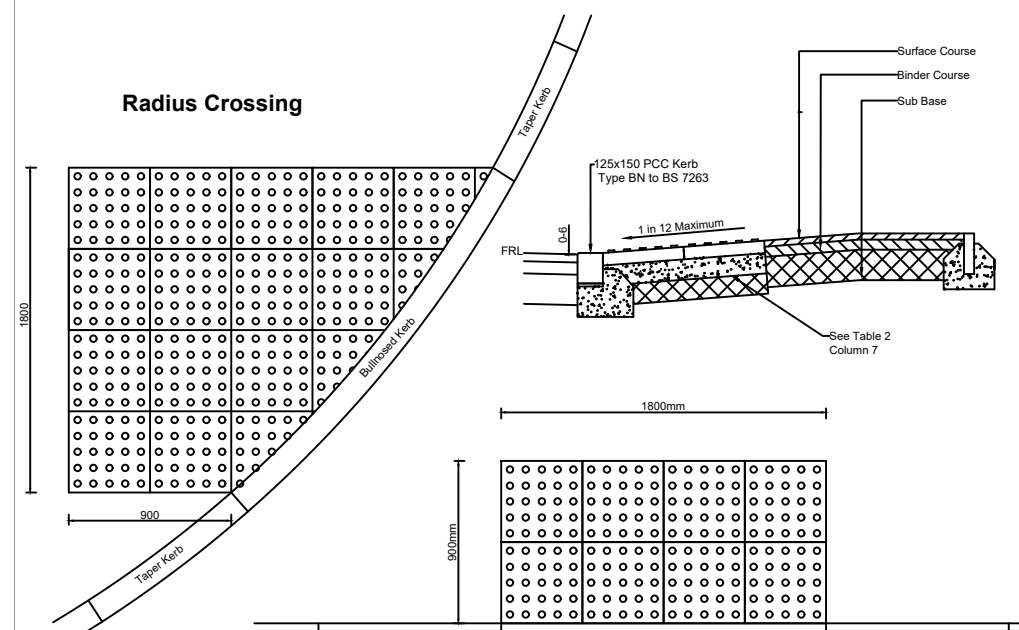 Radius Crossing
Taper Kerb
Bullnosed Kerb
Taper Kerb
1800
900
Surface Course
Binder Course
Sub Base
125x150 PCC Kerb
Type BN to BS 7263
0-6
1 in 12 Maximum
FRL
See Table 2
Column 7
1800mm
900mm